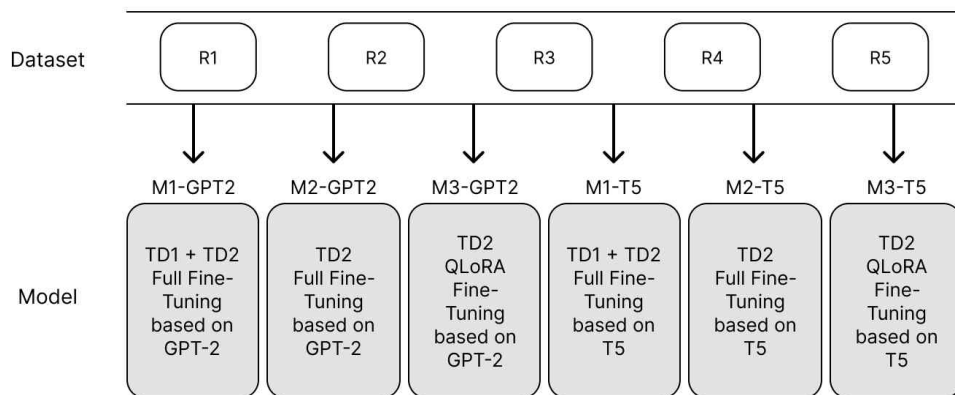 Dataset
R1
R2
R3
R4
R5
M1-GPT2
M2-GPT2
M3-GPT2
M1-T5
M2-T5
M3-T5
Model
TD1 + TD2
Full Fine-
Tuning
based on
GPT-2
TD2
Full Fine-
Tuning
based on
GPT-2
TD2
QLoRA
Fine-
Tuning
based on
GPT-2
TD1 + TD2
Full Fine-
Tuning
based on
T5
TD2
Full Fine-
Tuning
based on
T5
TD2
QLoRA
Fine-
Tuning
based on
T5